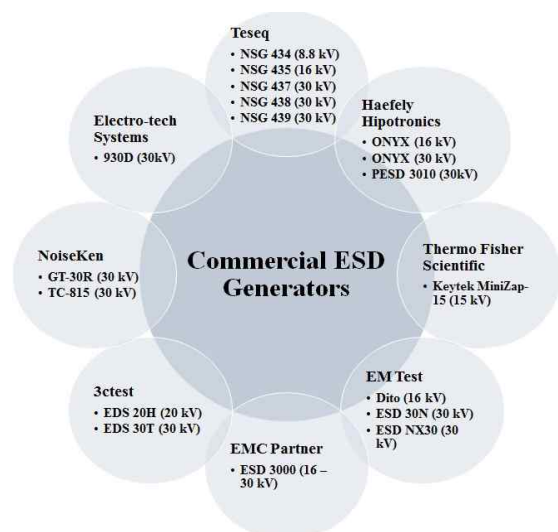 Teseq
• NSG 434 (8.8 kV)
• NSG 435 (16 kV)
• NSG 437 (30 kV)
• NSG 438 (30 kV)
• NSG 439 (30 kV)
Haefely
Hipotronics
• ONYX (16 kV)
• ONYX (30 kV)
• PESD 3010 (30kV)
Thermo Fisher
Scientific
• Keytek MiniZap-
15 (15 kV)
EM Test
• Dito (16 kV)
• ESD 30N (30 kV)
• ESD NX30 (30
kV)
EMC Partner
• ESD 3000 (16 –
30 kV)
3ctest
• EDS 20H (20 kV)
• EDS 30T (30 kV)
NoiseKen
• GT-30R (30 kV)
• TC-815 (30 kV)
Electro-tech
Systems
• 930D (30kV)
Commercial ESD
Generators